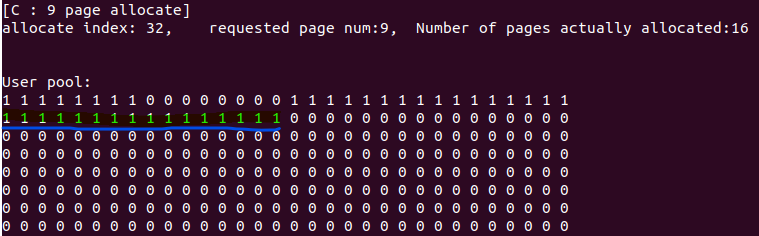 [C : 9 page allocate]
allocate index: 32,    requested page num:9,  Number of pages actually allocated:16
User pool:
1 1 1 1 1 1 1 1 0 0 0 0 0 0 0 0 1 1 1 1 1 1 1 1 1 1 1 1 1 1 1 1
1 1 1 1 1 1 1 1 1 1 1 1 1 1 1 1 0 0 0 0 0 0 0 0 0 0 0 0 0 0 0 0
0 0 0 0 0 0 0 0 0 0 0 0 0 0 0 0 0 0 0 0 0 0 0 0 0 0 0 0 0 0 0 0
0 0 0 0 0 0 0 0 0 0 0 0 0 0 0 0 0 0 0 0 0 0 0 0 0 0 0 0 0 0 0 0
0 0 0 0 0 0 0 0 0 0 0 0 0 0 0 0 0 0 0 0 0 0 0 0 0 0 0 0 0 0 0 0
0 0 0 0 0 0 0 0 0 0 0 0 0 0 0 0 0 0 0 0 0 0 0 0 0 0 0 0 0 0 0 0
0 0 0 0 0 0 0 0 0 0 0 0 0 0 0 0 0 0 0 0 0 0 0 0 0 0 0 0 0 0 0 0
0 0 0 0 0 0 0 0 0 0 0 0 0 0 0 0 0 0 0 0 0 0 0 0 0 0 0 0 0 0 0 0